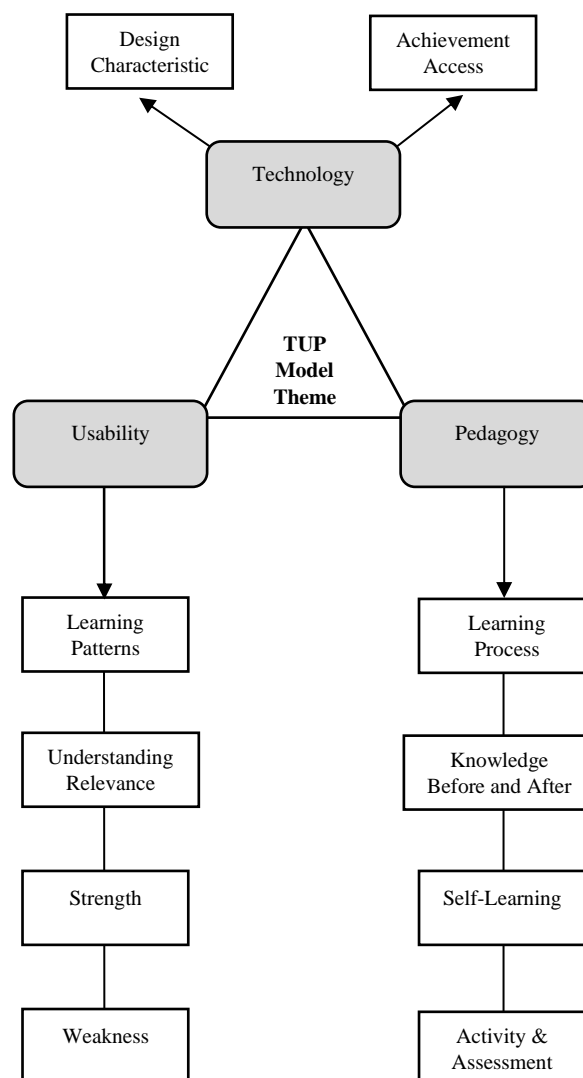 Design
Characteristic
Achievement
Access
Technology
TUP
Model
Theme
Usability
Pedagogy
Learning
Patterns
Learning
Process
Understanding
Relevance
Knowledge
Before and After
Strength
Self-Learning
Weakness
Activity &
Assessment